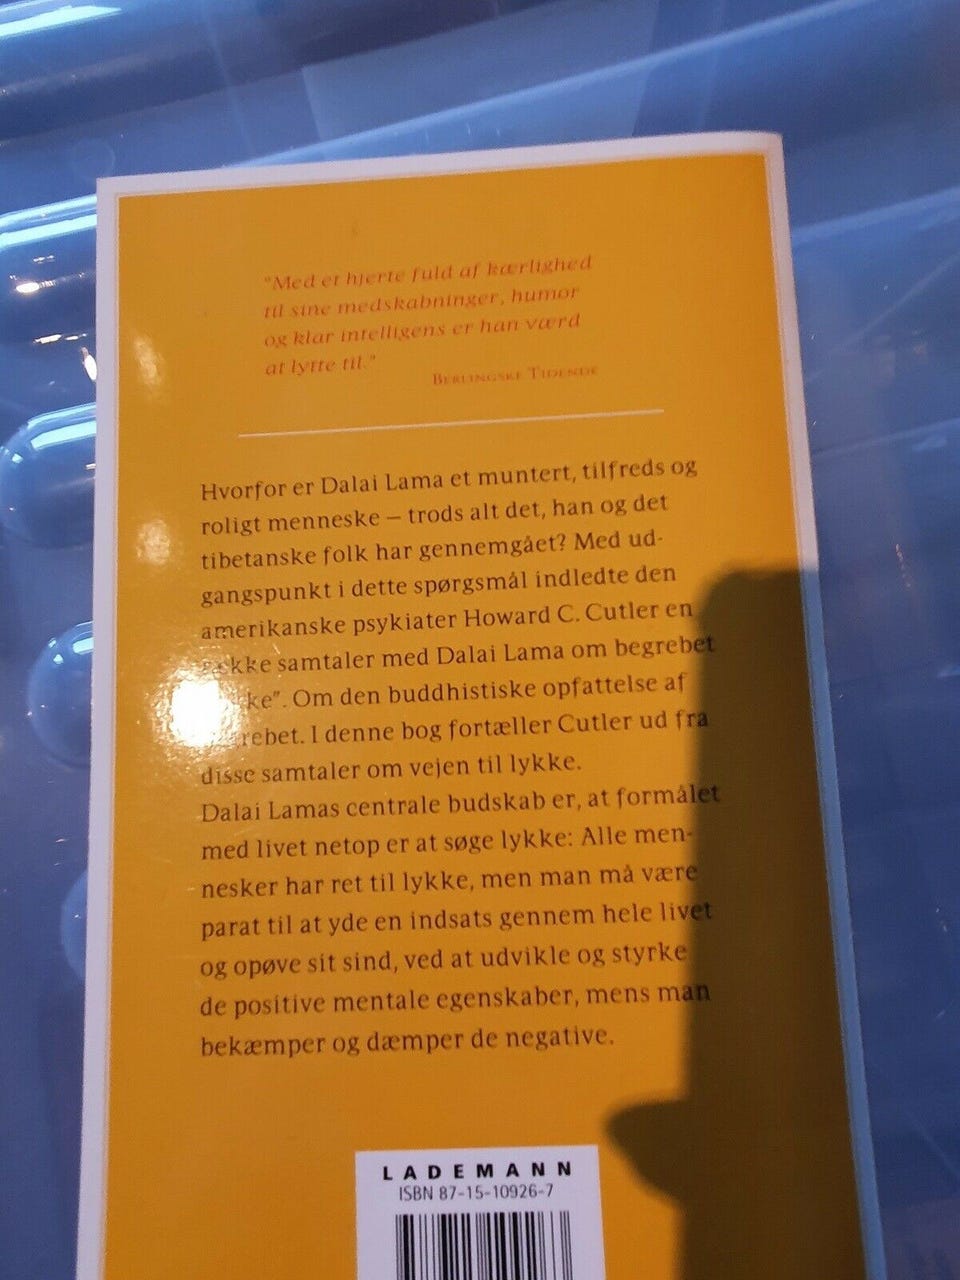 "Med et hjerte fuld af kærlighed
til sine medskabninger, humor
og klar intelligens er han værd
at lytte til."
BERLINGSKE TIDENDE
Hvorfor er Dalai Lama et muntert, tilfreds og
roligt menneske – trods alt det, han og det
tibetanske folk har gennemgået? Med ud-
gangspunkt i dette spørgsmål indledte den
amerikanske psykiater Howard C. Cutler en
række samtaler med Dalai Lama om begrebet
Om den buddhistiske opfattelse af
I denne bog fortæller Cutler ud fra
disse samtaler om vejen til lykke.
Dalai Lamas centrale budskab er, at formålet
med livet netop er at søge lykke: Alle men-
nesker har ret til lykke, men man må være
parat til at yde en indsats gennem hele livet
og opøve sit sind, ved at udvikle og styrke
de positive mentale egenskaber, mens man
bekæmper og dæmper de negative.
LADEMANN
ISBN 87-15-10926-7